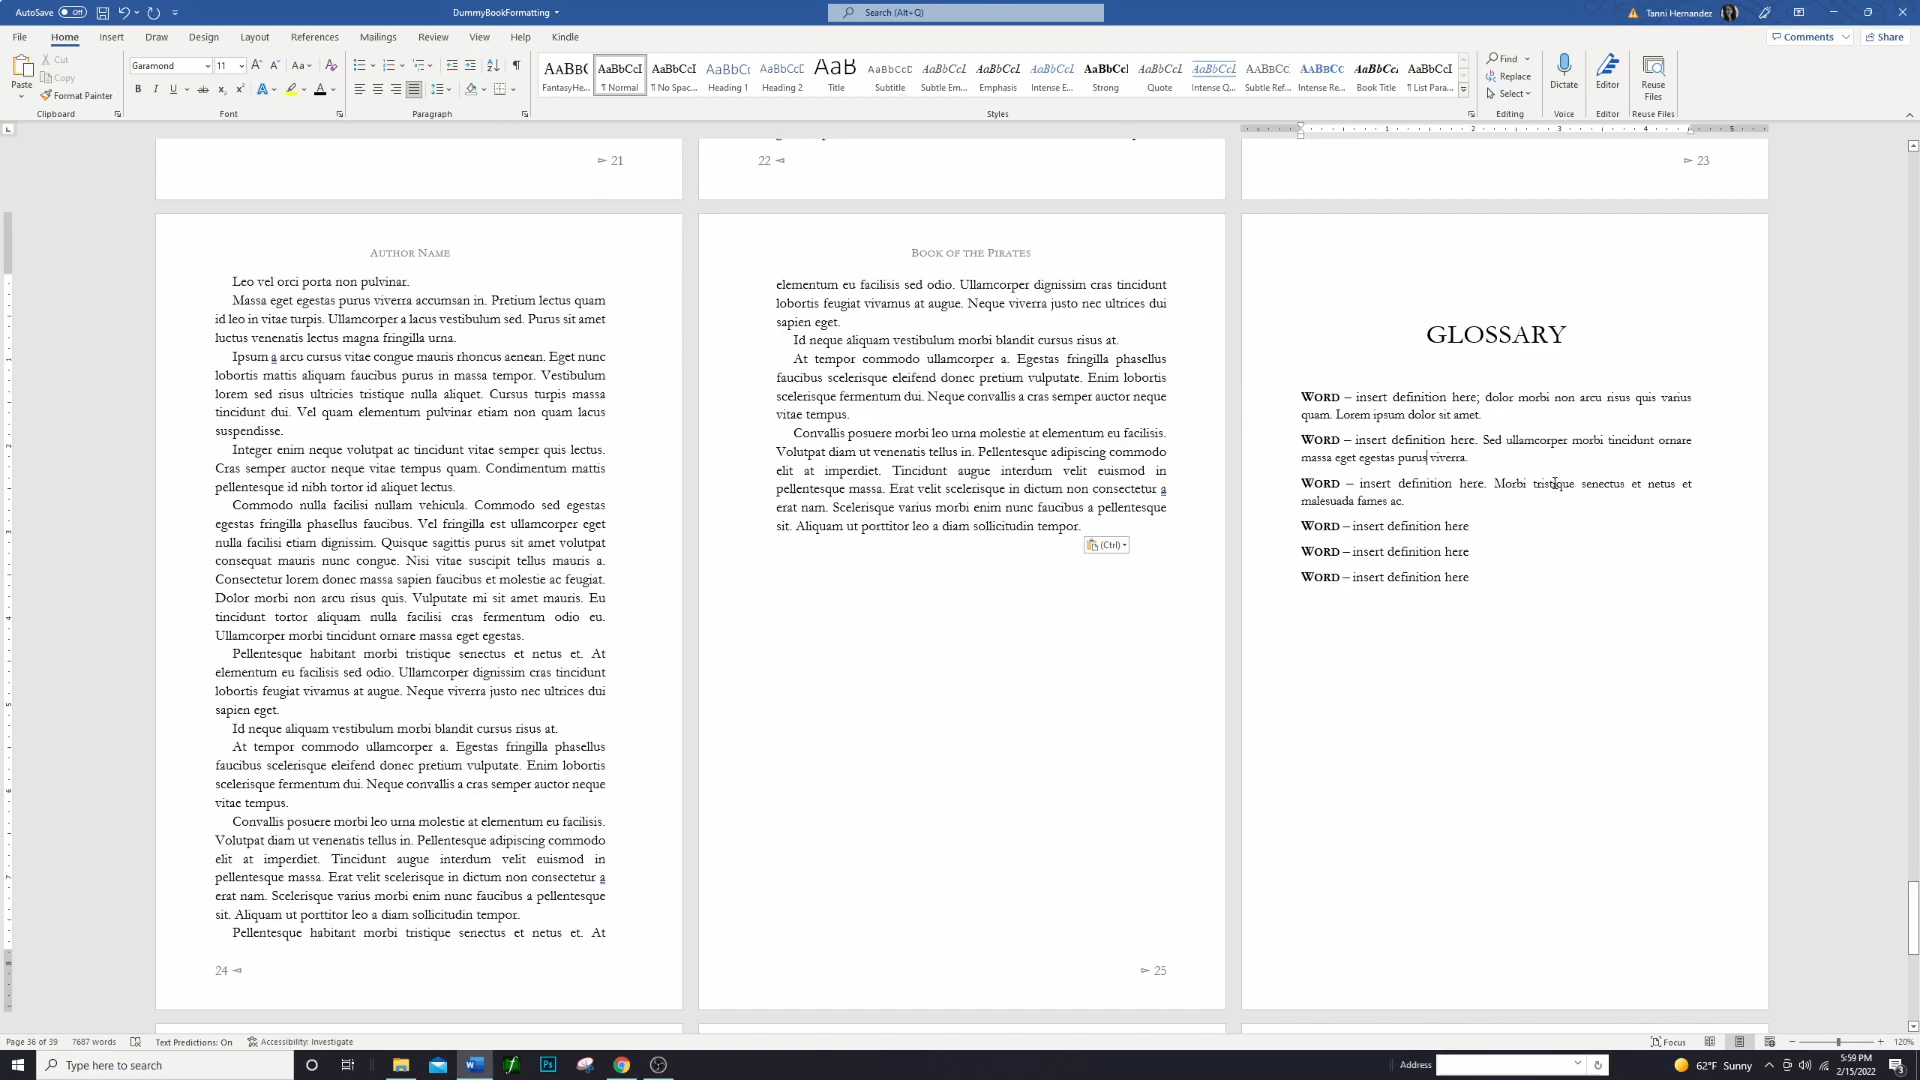 AutoSave Off
DummyBookFormatting
Search (Alt+Q)
Tanni Hernandez
File Home Insert Draw Design Layout References Mailings Review View Help Kindle
Comments Share
Paste
Cut
Copy
Format Painter
Clipboard
Garamond 11
Font
Paragraph
AaBb( AaBbCcI AaBbCcI AaBbCc AaBbCcE AaB AaBbCcD AaBbCcI AaBbCcI AaBbCcI AaBbCcI AaBbCcI AaBbCcI AABBCC AABBCC AaBbCcI AaBbCcI
FantasyHe... ¶ Normal ¶ No Spac... Heading 1 Heading 2 Title Subtitle Subtle Em... Emphasis Intense E... Strong Quote Intense Q... Subtle Ref... Intense Re... Book Title ¶ List Para...
Styles
Find
Replace
Select
Editing
Dictate
Voice
Editor
Editor
Reuse
Files
Reuse Files
1 2 3 4 5
► 21
22 ◄
► 23
AUTHOR NAME
Leo vel orci porta non pulvinar.
Massa eget egestas purus viverra accumsan in. Pretium lectus quam
id leo in vitae turpis. Ullamcorper a lacus vestibulum sed. Purus sit amet
luctus venenatis lectus magna fringilla urna.
Ipsum a arcu cursus vitae congue mauris rhoncus aenean. Eget nunc
lobortis mattis aliquam faucibus purus in massa tempor. Vestibulum
lorem sed risus ultricies tristique nulla aliquet. Cursus turpis massa
tincidunt dui. Vel quam elementum pulvinar etiam non quam lacus
suspendisse.
Integer enim neque volutpat ac tincidunt vitae semper quis lectus.
Cras semper auctor neque vitae tempus quam. Condimentum mattis
pellentesque id nibh tortor id aliquet lectus.
Commodo nulla facilisi nullam vehicula. Commodo sed egestas
egestas fringilla phasellus faucibus. Vel fringilla est ullamcorper eget
nulla facilisi etiam dignissim. Quisque sagittis purus sit amet volutpat
consequat mauris nunc congue. Nisi vitae suscipit tellus mauris a.
Consectetur lorem donec massa sapien faucibus et molestie ac feugiat.
Dolor morbi non arcu risus quis. Vulputate mi sit amet mauris. Eu
tincidunt tortor aliquam nulla facilisi cras fermentum odio eu.
Ullamcorper morbi tincidunt ornare massa eget egestas.
Pellentesque habitant morbi tristique senectus et netus et. At
elementum eu facilisis sed odio. Ullamcorper dignissim cras tincidunt
lobortis feugiat vivamus at augue. Neque viverra justo nec ultrices dui
sapien eget.
Id neque aliquam vestibulum morbi blandit cursus risus at.
At tempor commodo ullamcorper a. Egestas fringilla phasellus
faucibus scelerisque eleifend donec pretium vulputate. Enim lobortis
scelerisque fermentum dui. Neque convallis a cras semper auctor neque
vitae tempus.
Convallis posuere morbi leo urna molestie at elementum eu facilisis.
Volutpat diam ut venenatis tellus in. Pellentesque adipiscing commodo
elit at imperdiet. Tincidunt augue interdum velit euismod in
pellentesque massa. Erat velit scelerisque in dictum non consectetur a
erat nam. Scelerisque varius morbi enim nunc faucibus a pellentesque
sit. Aliquam ut porttitor leo a diam sollicitudin tempor.
Pellentesque habitant morbi tristique senectus et netus et. At
24 ◄
BOOK OF THE PIRATES
elementum eu facilisis sed odio. Ullamcorper dignissim cras tincidunt
lobortis feugiat vivamus at augue. Neque viverra justo nec ultrices dui
sapien eget.
Id neque aliquam vestibulum morbi blandit cursus risus at.
At tempor commodo ullamcorper a. Egestas fringilla phasellus
faucibus scelerisque eleifend donec pretium vulputate. Enim lobortis
scelerisque fermentum dui. Neque convallis a cras semper auctor neque
vitae tempus.
Convallis posuere morbi leo urna molestie at elementum eu facilisis.
Volutpat diam ut venenatis tellus in. Pellentesque adipiscing commodo
elit at imperdiet. Tincidunt augue interdum velit euismod in
pellentesque massa. Erat velit scelerisque in dictum non consectetur a
erat nam. Scelerisque varius morbi enim nunc faucibus a pellentesque
sit. Aliquam ut porttitor leo a diam sollicitudin tempor.
(Ctrl)
► 25
GLOSSARY
WORD – insert definition here; dolor morbi non arcu risus quis varius
quam. Lorem ipsum dolor sit amet.
WORD – insert definition here. Sed ullamcorper morbi tincidunt ornare
massa eget egestas purus viverra.
WORD – insert definition here. Morbi tristique senectus et netus et
malesuada fames ac.
WORD – insert definition here
WORD – insert definition here
WORD – insert definition here
Page 36 of 39 7687 words Text Predictions: On Accessibility: Investigate
Focus 120%
Type here to search
Address
62°F Sunny
5:59 PM
2/15/2022